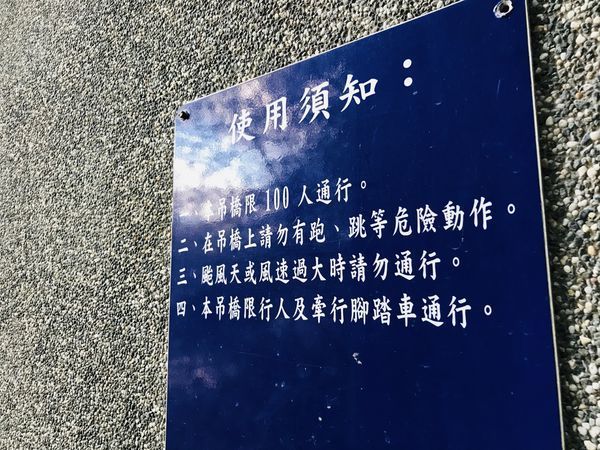 使用須知：
一、本吊橋限100人通行。
二、在吊橋上請勿有跑、跳等危險動作。
三、颱風天或風速過大時請勿通行。
四、本吊橋限行人及牽行腳踏車通行。